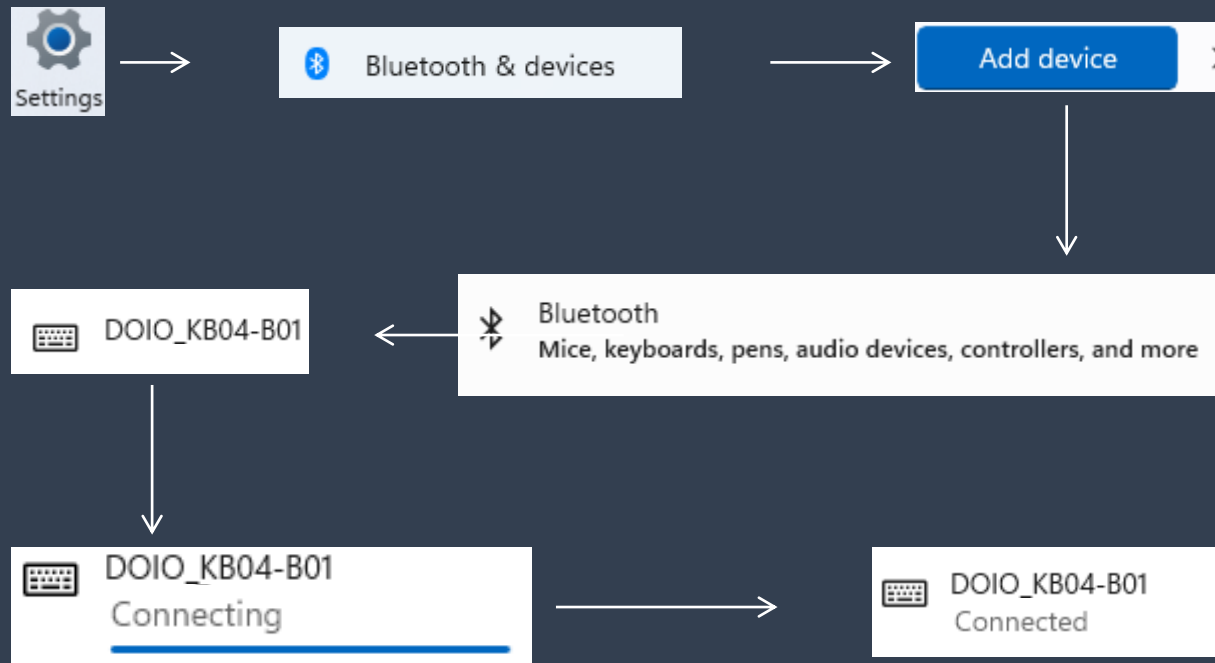 Settings
Bluetooth & devices
Add device
Bluetooth
Mice, keyboards, pens, audio devices, controllers, and more
DOIO_KB04-B01
DOIO_KB04-B01
Connecting
DOIO_KB04-B01
Connected